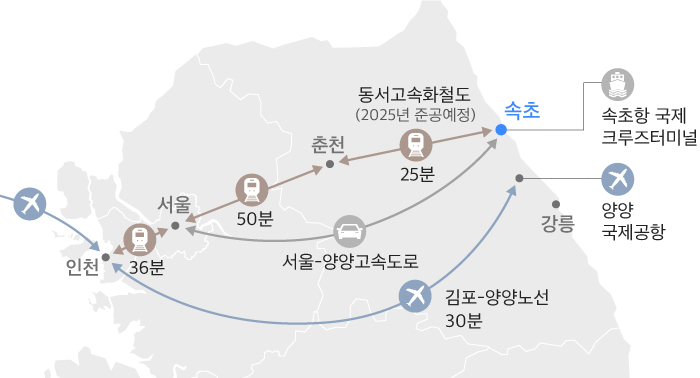 동서고속화철도
(2025년 준공예정)
속초
속초항 국제
크루즈터미널
춘천
25분
서울
50분
양양
국제공항
강릉
인천
36분
서울-양양고속도로
김포-양양노선
30분